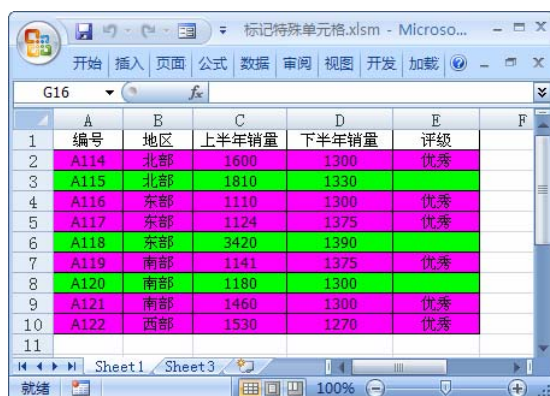 标记特殊单元格.xlsm - Microso...
开始 插入 页面 公式 数据 审阅 视图 开发 加载
G16 fx
A B C D E F
1 编号 地区 上半年销量 下半年销量 评级
2 A114 北部 1600 1300 优秀
3 A115 北部 1810 1330
4 A116 东部 1110 1300 优秀
5 A117 东部 1124 1375 优秀
6 A118 东部 3420 1390
7 A119 南部 1141 1375 优秀
8 A120 南部 1180 1300
9 A121 南部 1460 1300 优秀
10 A122 西部 1530 1270 优秀
11
Sheet1 Sheet3
就绪 100%